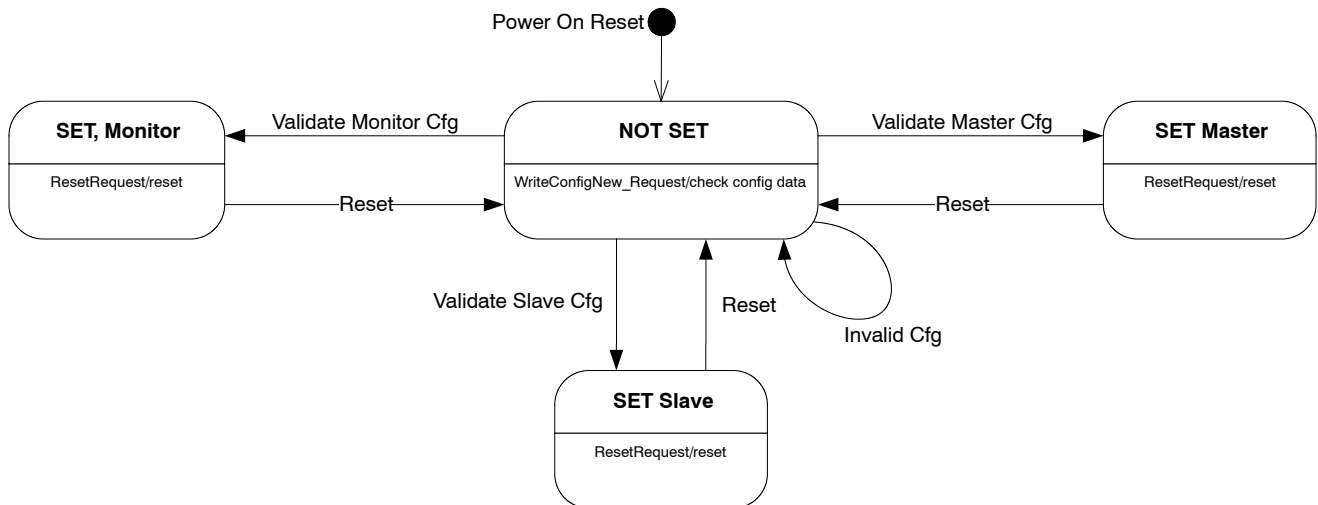 Power On Reset
SET, Monitor
ResetRequest/reset
Validate Monitor Cfg
Reset
NOT SET
WriteConfigNew_Request/check config data
Validate Master Cfg
Reset
SET Master
ResetRequest/reset
Validate Slave Cfg
Reset
Invalid Cfg
SET Slave
ResetRequest/reset